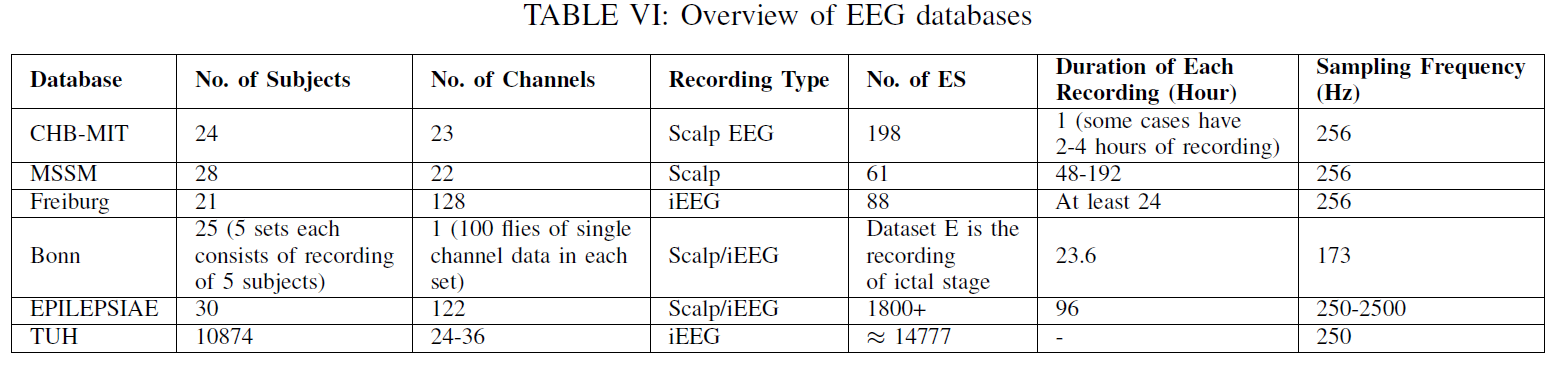 TABLE VI: Overview of EEG databases
Database No. of Subjects No. of Channels Recording Type No. of ES Duration of Each Recording (Hour) Sampling Frequency (Hz)
CHB-MIT 24 23 Scalp EEG 198 1 (some cases have 2-4 hours of recording) 256
MSSM 28 22 Scalp 61 48-192 256
Freiburg 21 128 iEEG 88 At least 24 256
Bonn 25 (5 sets each consists of recording of 5 subjects) 1 (100 flies of single channel data in each set) Scalp/iEEG Dataset E is the recording of ictal stage 23.6 173
EPILEPSIAE 30 122 Scalp/iEEG 1800+ 96 250-2500
TUH 10874 24-36 iEEG ≈ 14777 - 250